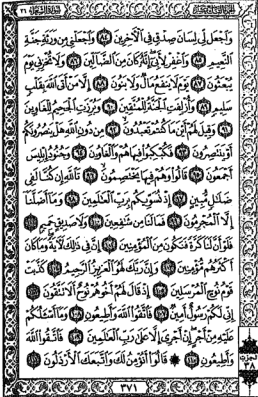 وَاجْعَل لِّي لِسَانَ صِدْقٍ فِي الْآخِرِينَ ٨٤ وَاجْعَلْنِي مِن وَرَثَةِ جَنَّةِ
النَّعِيمِ ٨٥ وَاغْفِرْ لِأَبِي إِنَّهُ كَانَ مِنَ الضَّالِّينَ ٨٦ وَلَا تُخْزِنِي يَوْمَ
يُبْعَثُونَ ٨٧ يَوْمَ لَا يَنفَعُ مَالٌ وَلَا بَنُونَ ٨٨ إِلَّا مَنْ أَتَى اللَّهَ بِقَلْبٍ
سَلِيمٍ ٨٩ وَأُزْلِفَتِ الْجَنَّةُ لِلْمُتَّقِينَ ٩٠ وَبُرِّزَتِ الْجَحِيمُ لِلْغَاوِينَ
٩١ وَقِيلَ لَهُمْ أَيْنَ مَا كُنتُمْ تَعْبُدُونَ ٩٢ مِن دُونِ اللَّهِ هَلْ يَنصُرُونَكُمْ
أَوْ يَنتَصِرُونَ ٩٣ فَكُبْكِبُوا فِيهَا هُمْ وَالْغَاوُونَ ٩٤ وَجُنُودُ إِبْلِيسَ
أَجْمَعُونَ ٩٥ قَالُوا وَهُمْ فِيهَا يَخْتَصِمُونَ ٩٦ تَاللَّهِ إِن كُنَّا لَفِي
ضَلَالٍ مُّبِينٍ ٩٧ إِذْ نُسَوِّيكُم بِرَبِّ الْعَالَمِينَ ٩٨ وَمَا أَضَلَّنَا
إِلَّا الْمُجْرِمُونَ ٩٩ فَمَا لَنَا مِن شَافِعِينَ ١٠٠ وَلَا صَدِيقٍ حَمِيمٍ ١٠١
فَلَوْ أَنَّ لَنَا كَرَّةً فَنَكُونَ مِنَ الْمُؤْمِنِينَ ١٠٢ إِنَّ فِي ذَلِكَ لَآيَةً وَمَا كَانَ
أَكْثَرُهُم مُّؤْمِنِينَ ١٠٣ وَإِنَّ رَبَّكَ لَهُوَ الْعَزِيزُ الرَّحِيمُ ١٠٤ كَذَّبَتْ
قَوْمُ نُوحٍ الْمُرْسَلِينَ ١٠٥ إِذْ قَالَ لَهُمْ أَخُوهُمْ نُوحٌ أَلَا تَتَّقُونَ ١٠٦
إِنِّي لَكُمْ رَسُولٌ أَمِينٌ ١٠٧ فَاتَّقُوا اللَّهَ وَأَطِيعُونِ ١٠٨ وَمَا أَسْأَلُكُمْ
عَلَيْهِ مِنْ أَجْرٍ إِنْ أَجْرِيَ إِلَّا عَلَى رَبِّ الْعَالَمِينَ ١٠٩ فَاتَّقُوا اللَّهَ
وَأَطِيعُونِ ١١٠ ۞ قَالُوا أَنُؤْمِنُ لَكَ وَاتَّبَعَكَ الْأَرْذَلُونَ ١١١
٣٧١